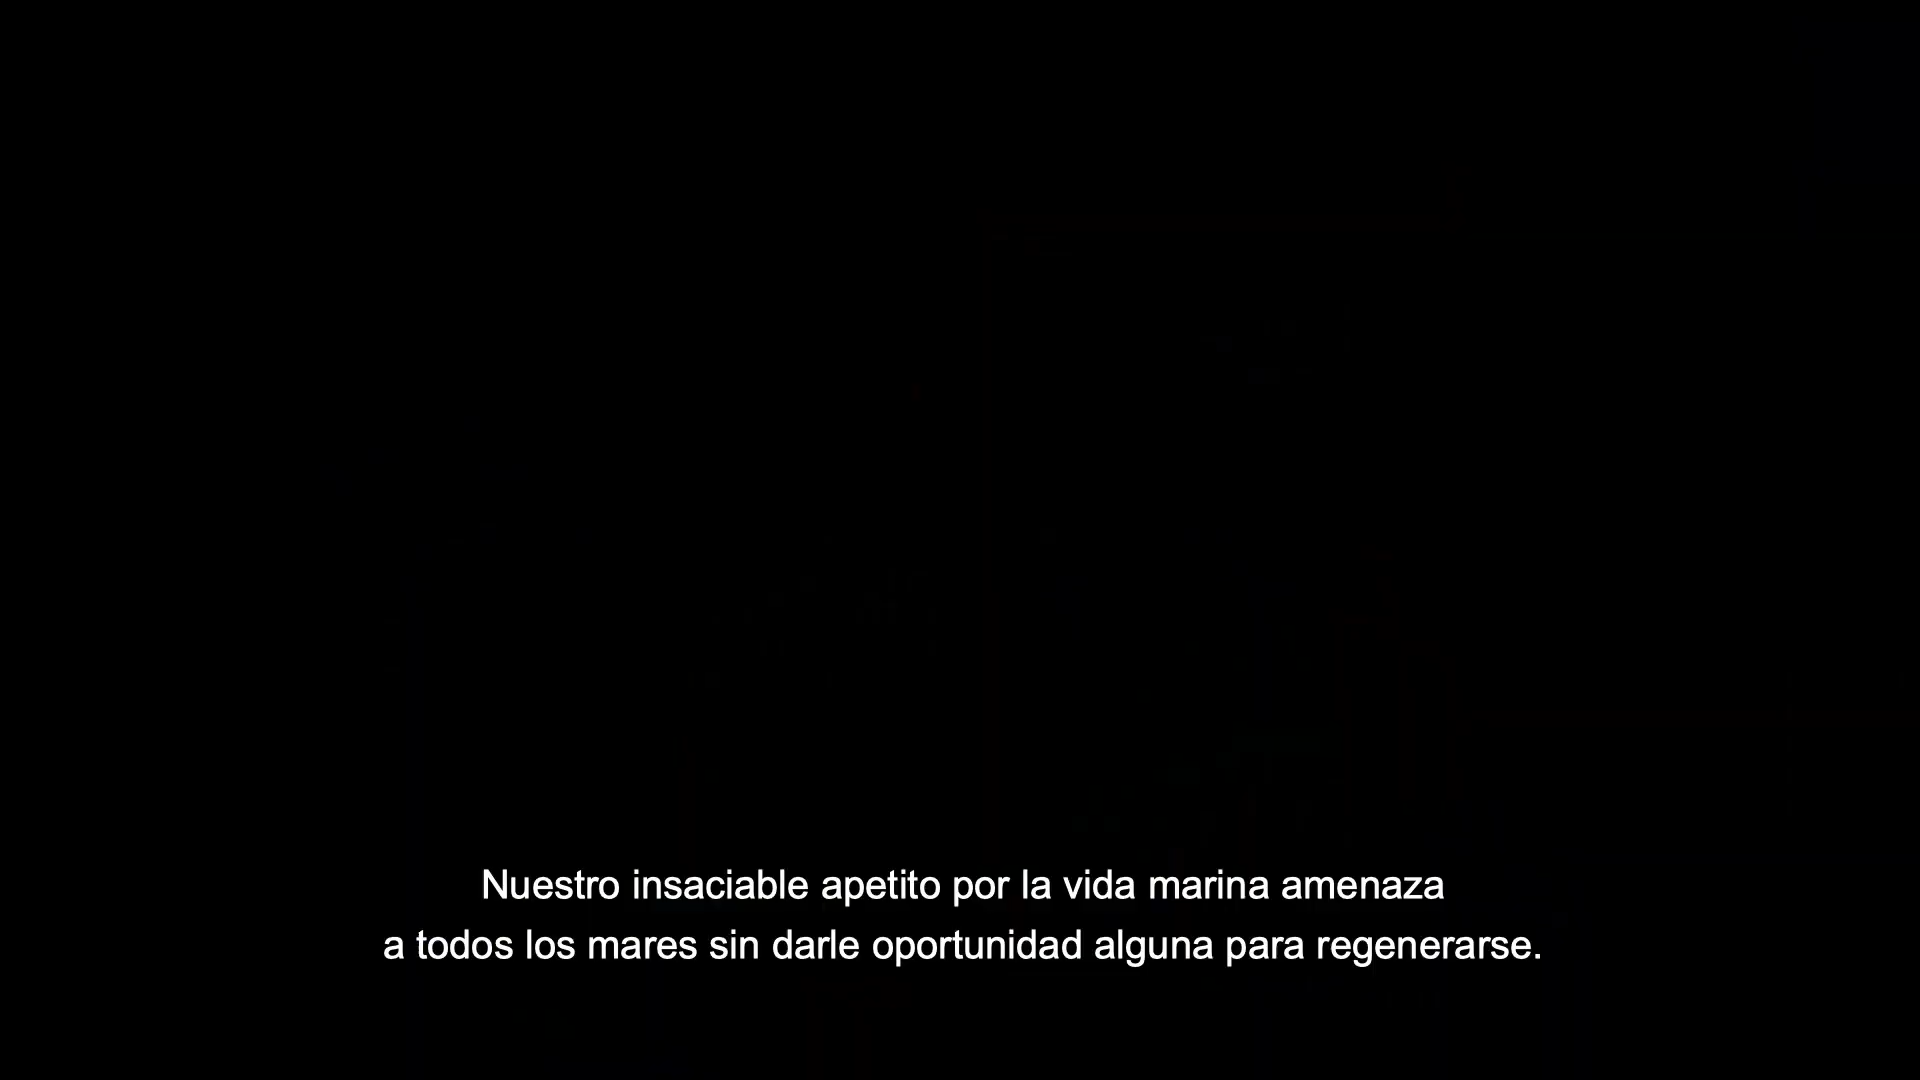 Nuestro insaciable apetito por la vida marina amenaza
a todos los mares sin darle oportunidad alguna para regenerarse.